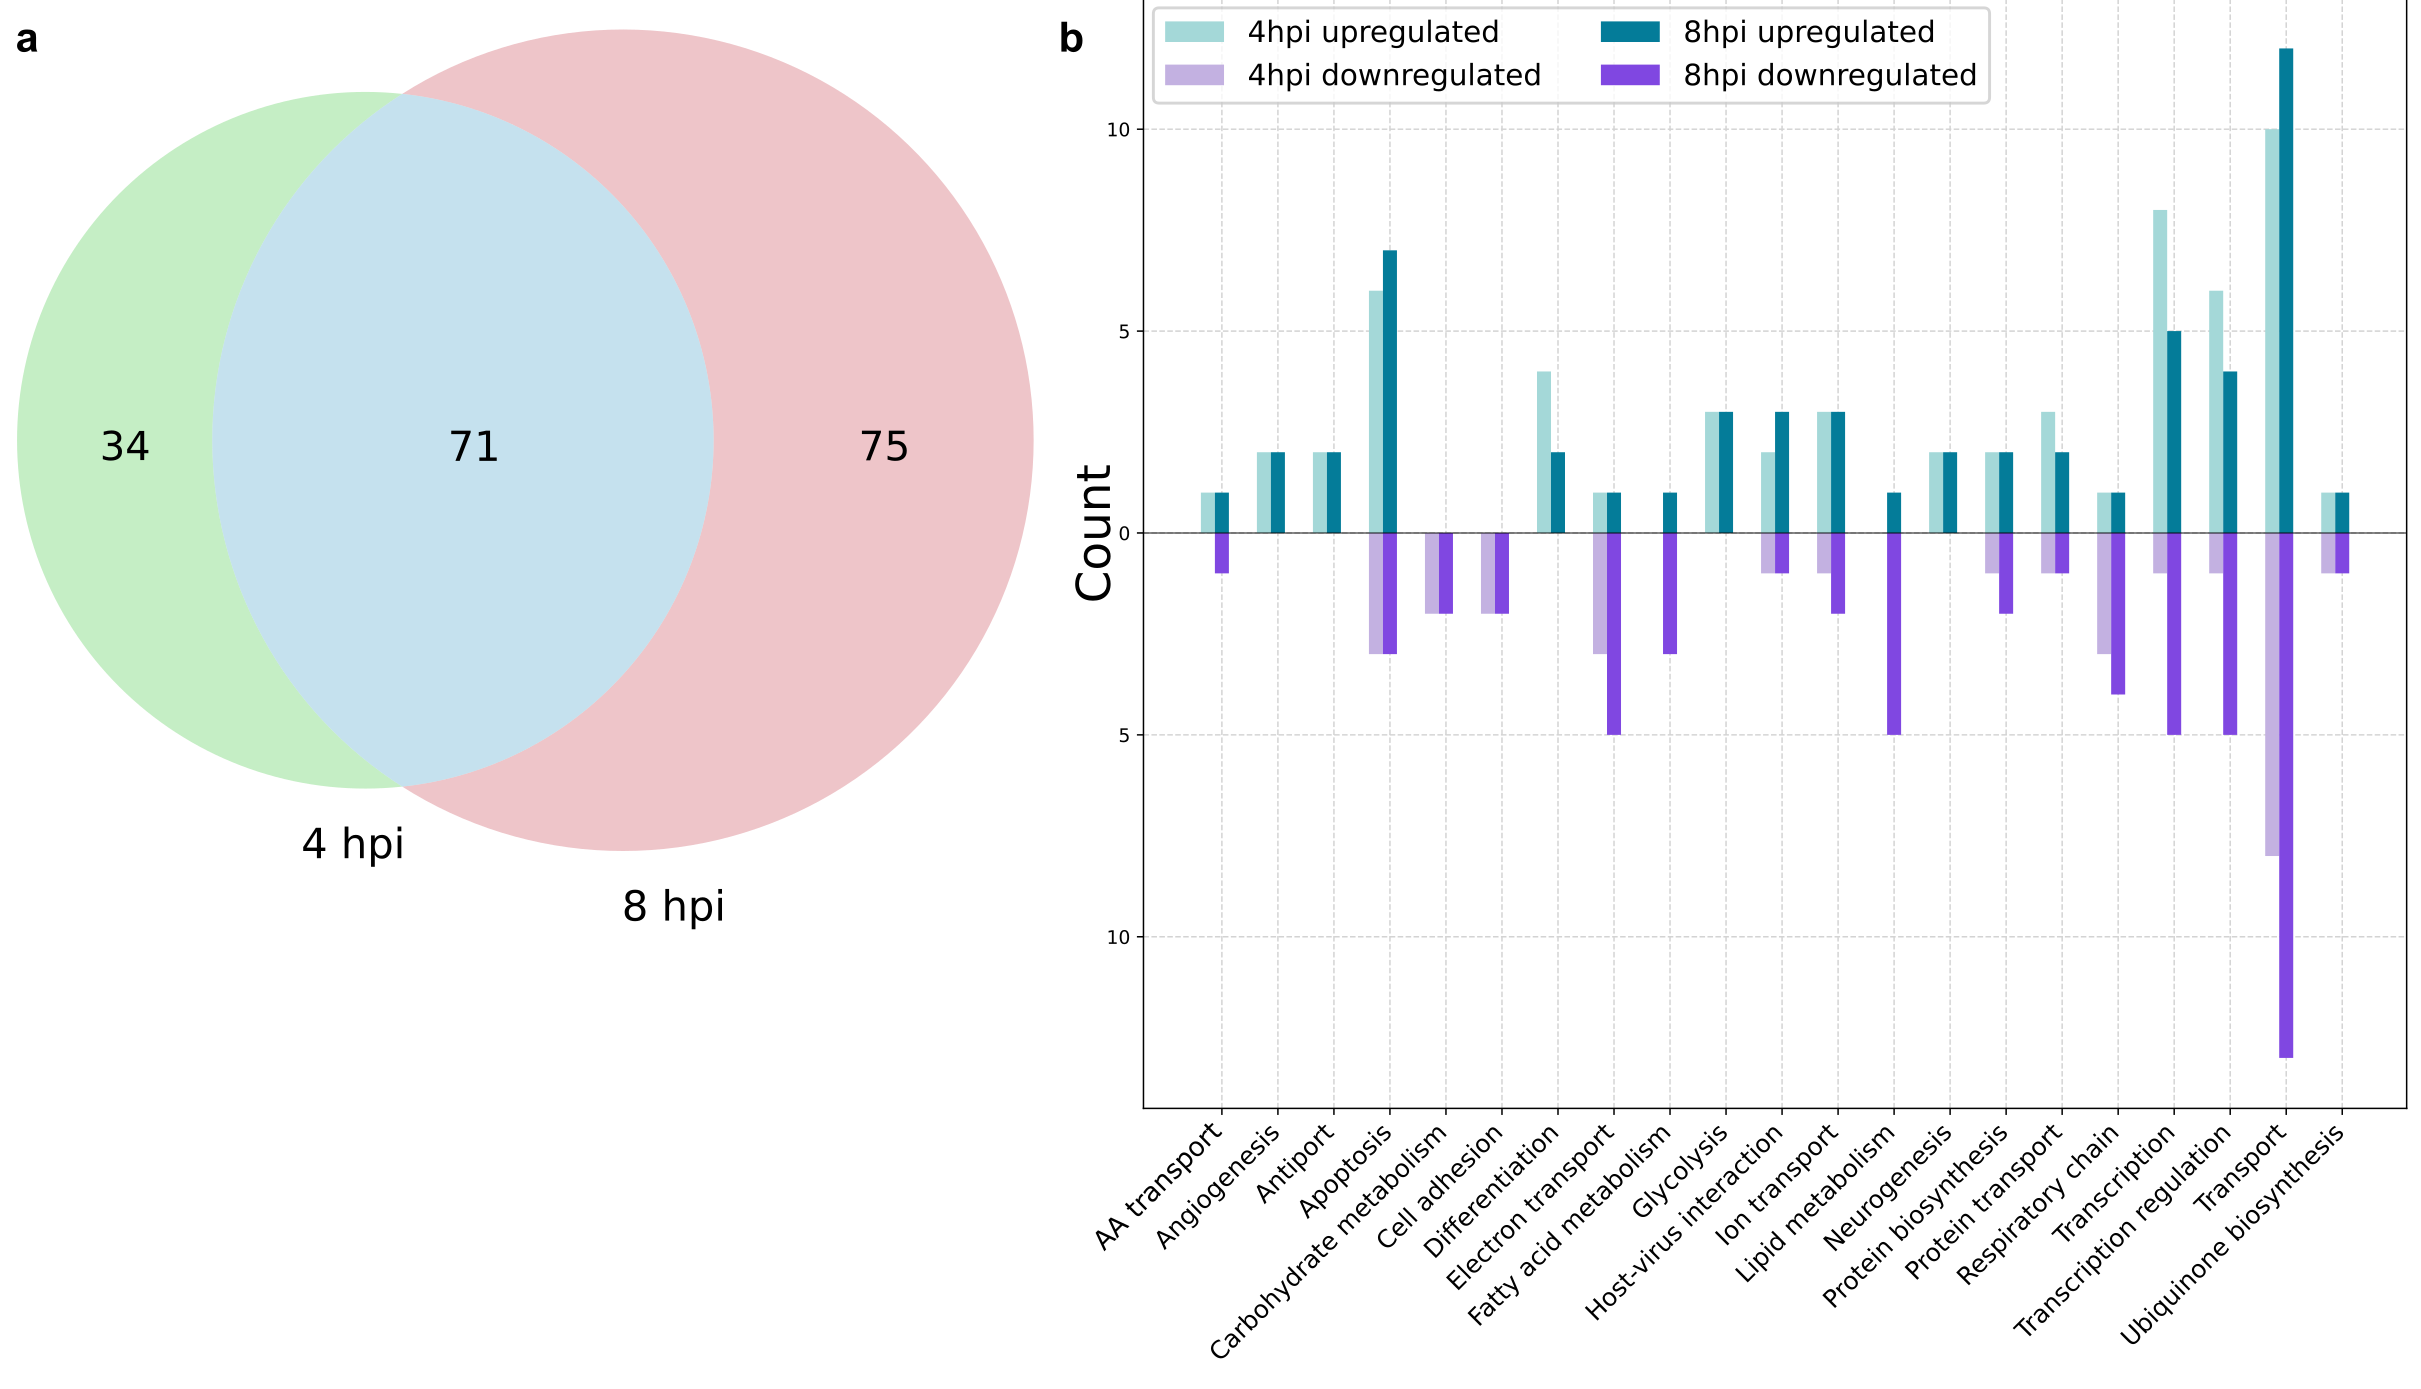 a
34
71
75
4 hpi
8 hpi
b
4hpi upregulated
4hpi downregulated
8hpi upregulated
8hpi downregulated
Count
10
5
0
5
10
AA transport
Angiogenesis
Antiport
Apoptosis
Carbohydrate metabolism
Cell adhesion
Differentiation
Electron transport
Fatty acid metabolism
Glycolysis
Host-virus interaction
Ion transport
Lipid metabolism
Neurogenesis
Protein biosynthesis
Protein transport
Respiratory chain
Transcription
Transcription regulation
Transport
Ubiquinone biosynthesis